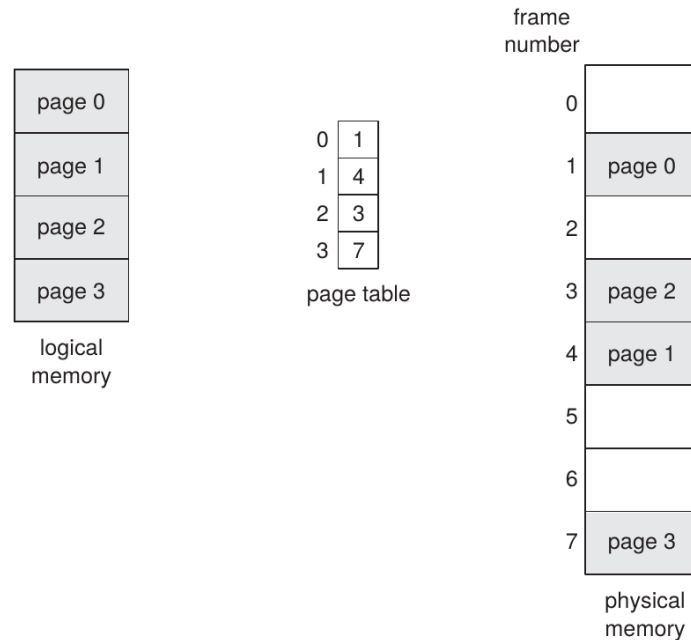 page 0
page 1
page 2
page 3
logical
memory
0 1
1 4
2 3
3 7
page table
frame
number
0
1 page 0
2
3 page 2
4 page 1
5
6
7 page 3
physical
memory